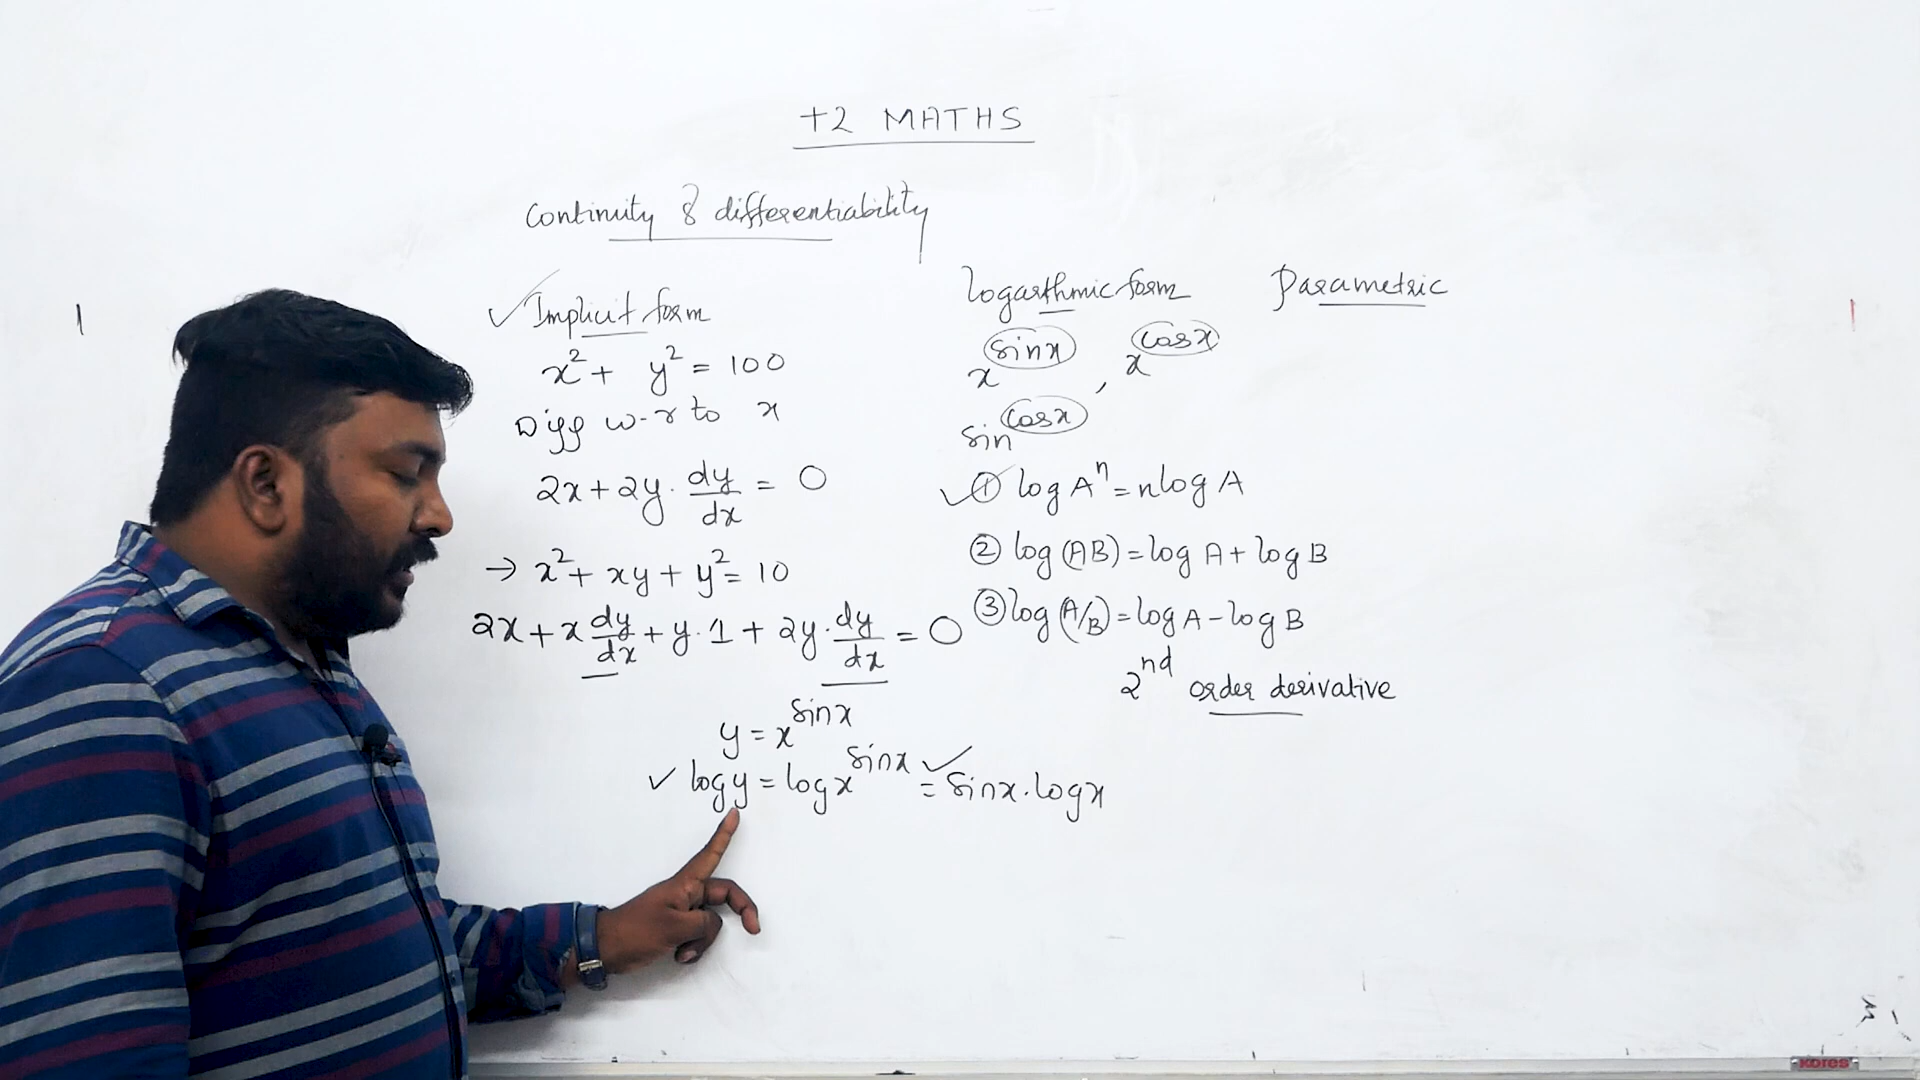 +2 MATHS
Continuity & differentiability
✓ Implicit form
x² + y² = 100
Diff w-r to x
2x + 2y · dy/dx = 0
→ x² + xy + y² = 10
2x + x dy/dx + y · 1 + 2y · dy/dx = 0
logarthmic form
x^sinx , x^cosx
sin^cosx
✓ ① log Aⁿ = n log A
② log (AB) = log A + log B
③ log (A/B) = log A - log B
Parametric
2nd order derivative
y = x^sinx
✓ log y = log x^sinx ✓ = sinx · log x
KORES